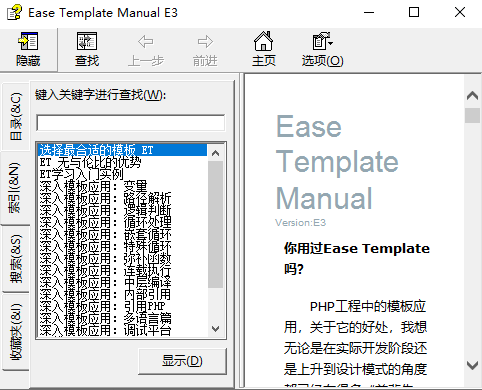 Ease Template Manual E3
隐藏
查找
上一步
前进
主页
选项(O)
目录(&C)
索引(&N)
搜索(&S)
收藏夹(&I)
键入关键字进行查找(W):
选择最合适的模板 ET
ET 无与伦比的优势
ET学习入门实例
深入模板应用：变量
深入模板应用：路径解析
深入模板应用：逻辑判断
深入模板应用：循环处理
深入模板应用：嵌套循环
深入模板应用：特殊循环
深入模板应用：弥补函数
深入模板应用：连载执行
深入模板应用：中层编译
深入模板应用：内部引用
深入模板应用：引用PHP
深入模板应用：多语言篇
深入模板应用：调试平台
显示(D)
Ease
Template
Manual
Version:E3
你用过Ease Template
吗?
PHP工程中的模板应
用，关于它的好处，我想
无论是在实际开发阶段还
是上升到设计模式的角度